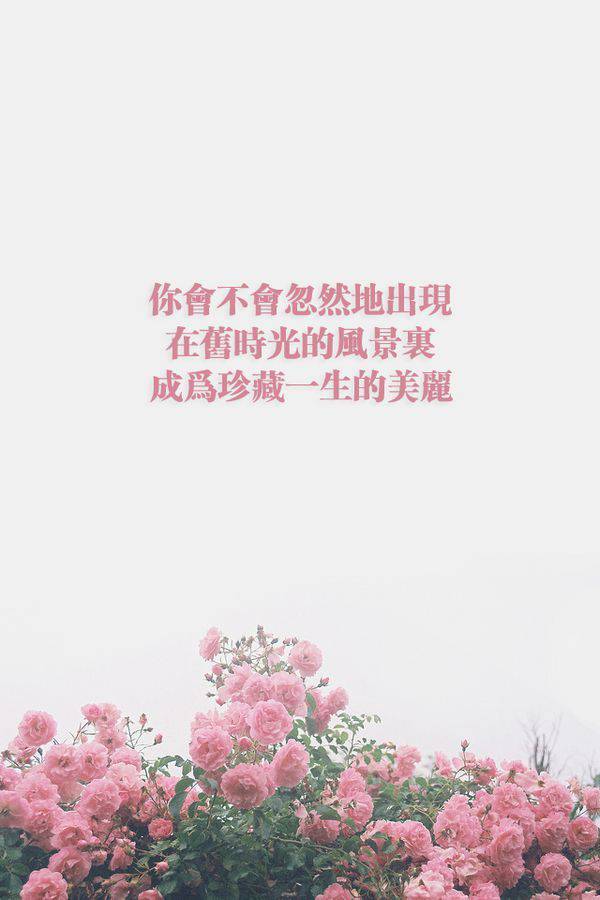 你會不會忽然地出現
在舊時光的風景裏
成爲珍藏一生的美麗